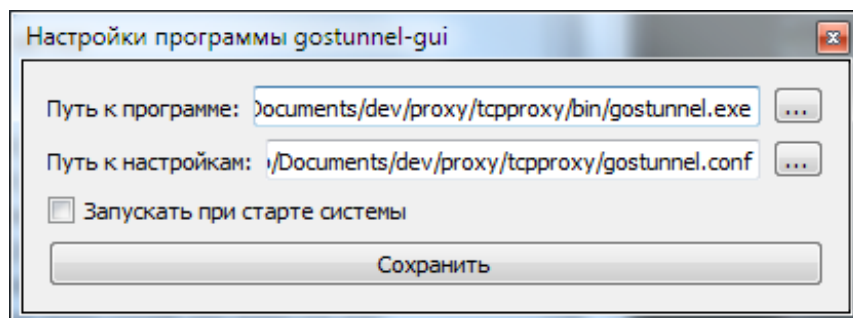 Настройки программы gostunnel-gui
Путь к программе: Documents/dev/proxy/tcpproxy/bin/gostunnel.exe ...
Путь к настройкам: /Documents/dev/proxy/tcpproxy/gostunnel.conf ...
Запускать при старте системы
Сохранить